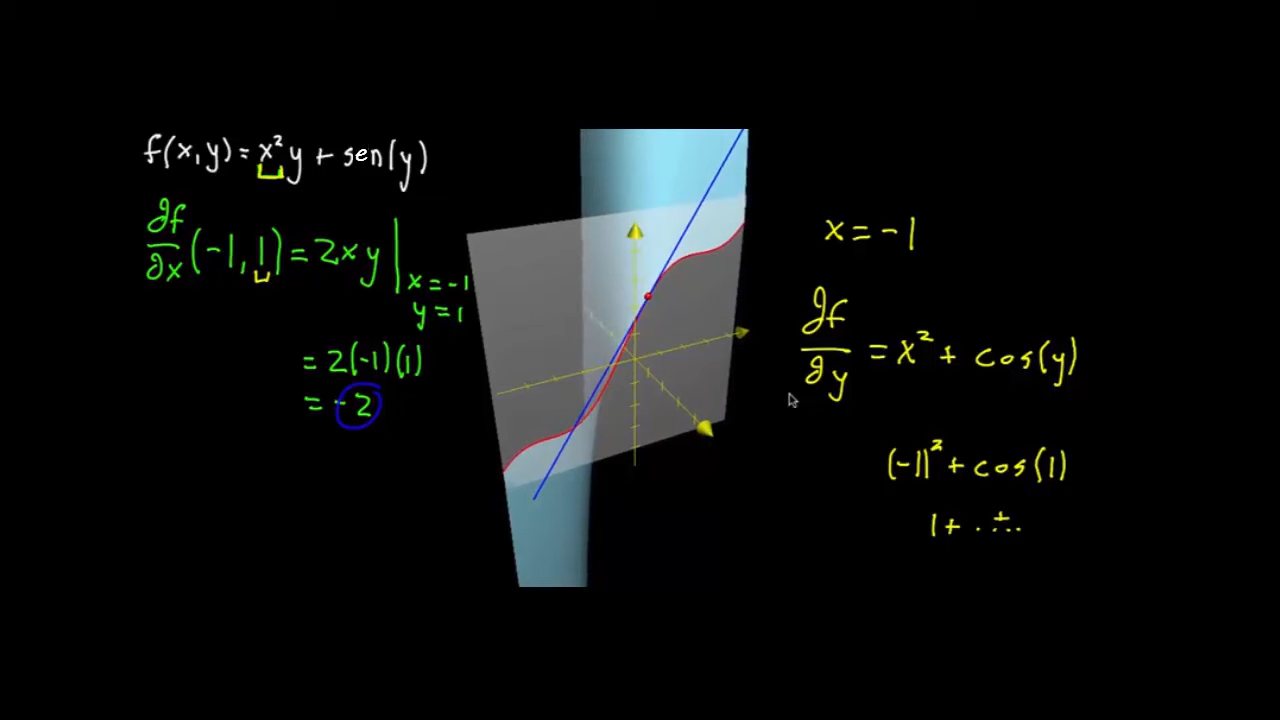 f(x,y) = x²y + sen(y)
∂f/∂x (-1, 1) = 2xy | x = -1
y = 1
= 2(-1)(1)
= -2
x = -1
∂f/∂y = x² + cos(y)
(-1)² + cos(1)
1 +